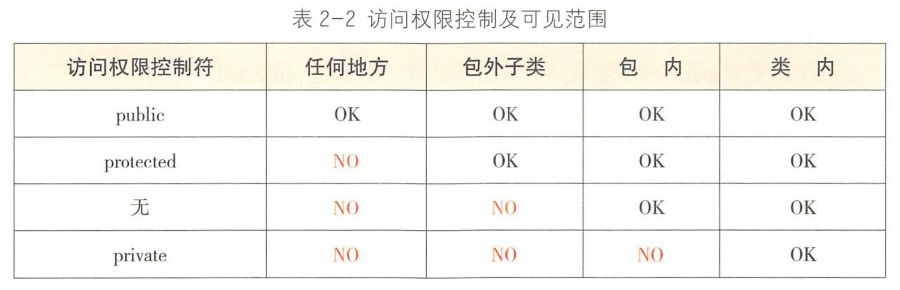 表 2-2 访问权限控制及可见范围
访问权限控制符 任何地方 包外子类 包 内 类 内
public OK OK OK OK
protected NO OK OK OK
无 NO NO OK OK
private NO NO NO OK